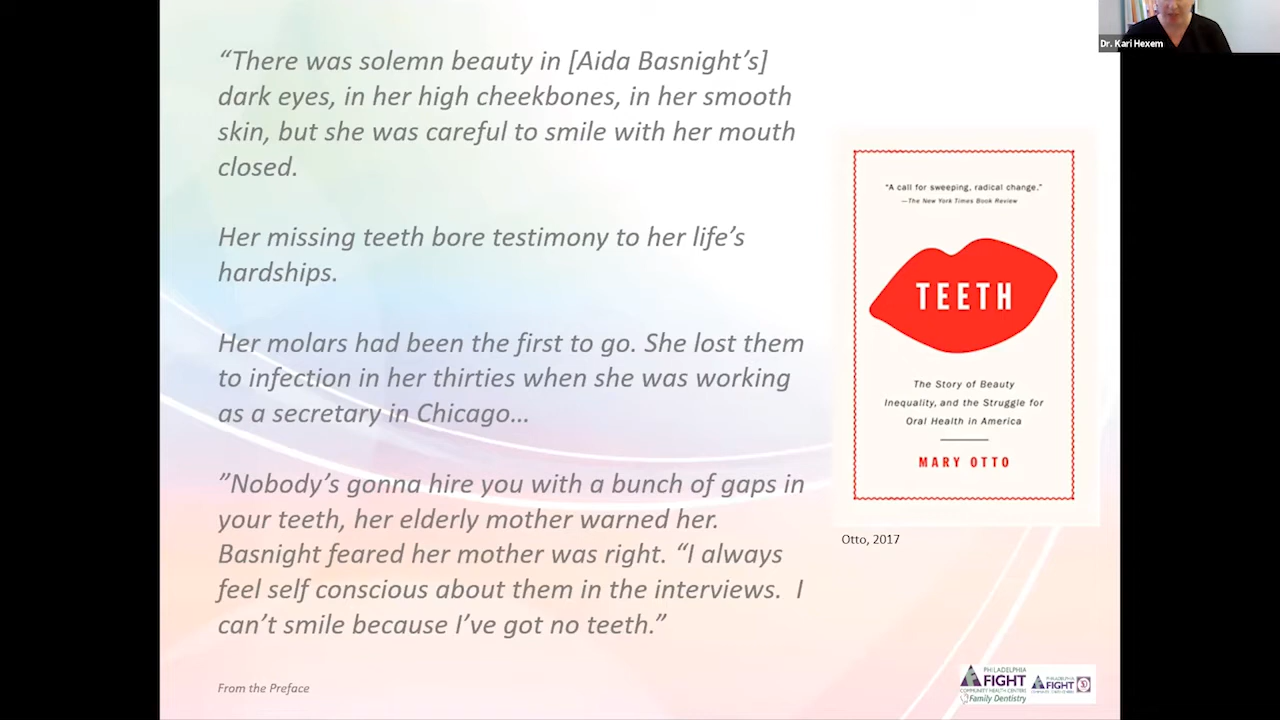 Dr. Kari Hexem
“There was solemn beauty in [Aida Basnight’s]
dark eyes, in her high cheekbones, in her smooth
skin, but she was careful to smile with her mouth
closed.
Her missing teeth bore testimony to her life’s
hardships.
Her molars had been the first to go. She lost them
to infection in her thirties when she was working
as a secretary in Chicago…
”Nobody’s gonna hire you with a bunch of gaps in
your teeth, her elderly mother warned her.
Basnight feared her mother was right. “I always
feel self conscious about them in the interviews.  I
can’t smile because I’ve got no teeth.”
From the Preface
“A call for sweeping, radical change.”
—The New York Times Book Review
TEETH
The Story of Beauty
Inequality, and the Struggle for
Oral Health in America
MARY OTTO
Otto, 2017
PHILADELPHIA
FIGHT
COMMUNITY HEALTH CENTERS
Family Dentistry
FIGHT